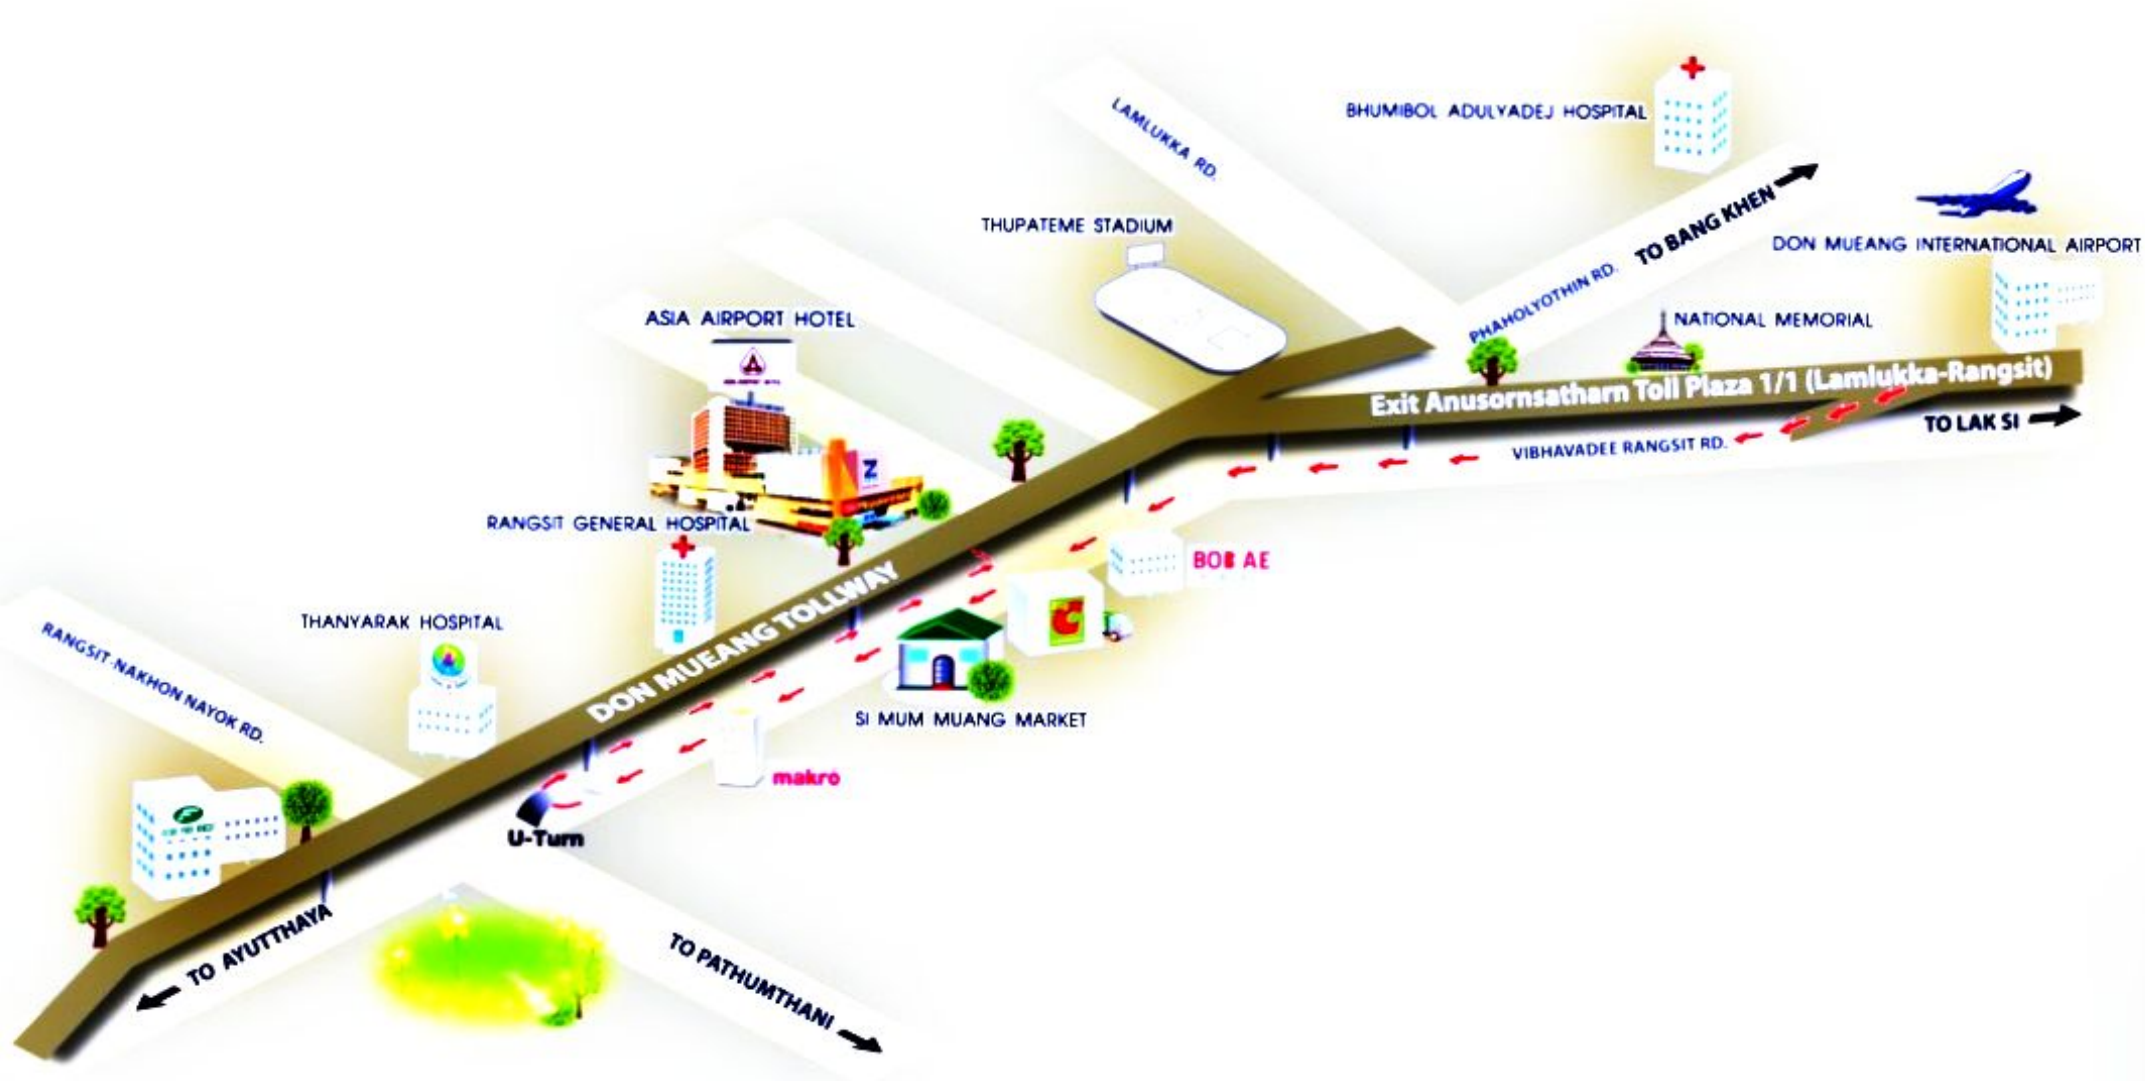 LAMLUKKA RD.
BHUMIBOL ADULYADEJ HOSPITAL
THUPATEME STADIUM
PHAHOLYOTHIN RD.
TO BANG KHEN
DON MUEANG INTERNATIONAL AIRPORT
ASIA AIRPORT HOTEL
NATIONAL MEMORIAL
Exit Anusornsatharn Toll Plaza 1/1 (Lamlukka-Rangsit)
TO LAK SI
VIBHAVADEE RANGSIT RD.
Z
RANGSIT GENERAL HOSPITAL
BOB AE
DON MUEANG TOLLWAY
THANYARAK HOSPITAL
RANGSIT-NAKHON NAYOK RD.
SI MUM MUANG MARKET
makro
U-Turn
TO AYUTTHAYA
TO PATHUMTHANI